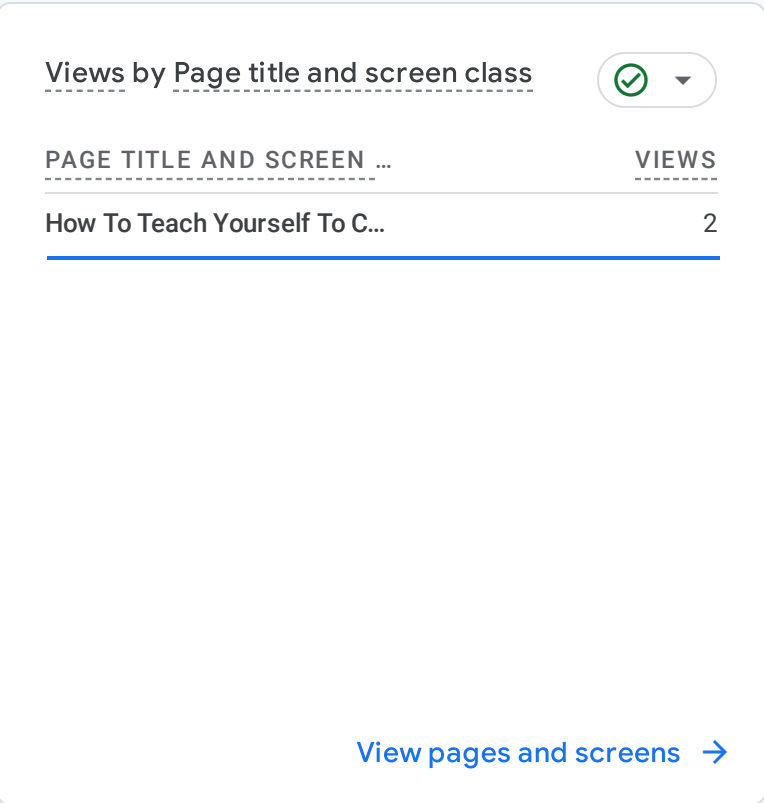 Views by Page title and screen class
PAGE TITLE AND SCREEN … VIEWS
How To Teach Yourself To C… 2
View pages and screens